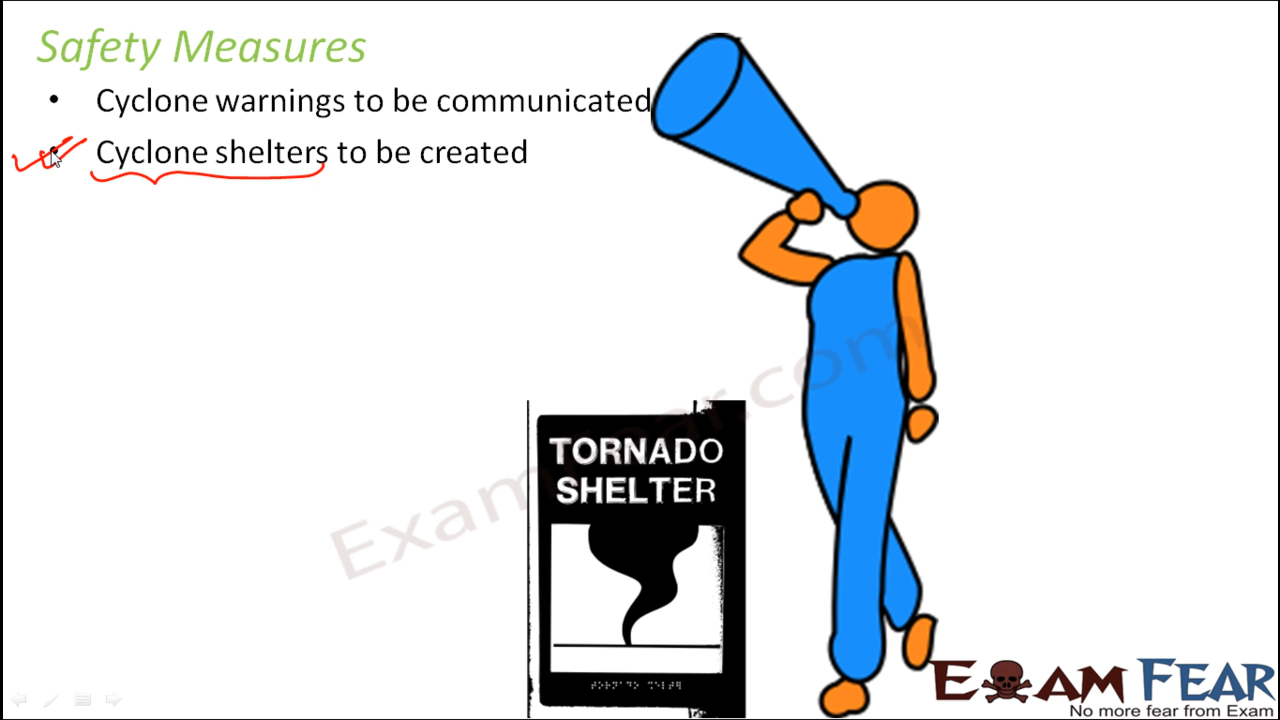 Safety Measures
• Cyclone warnings to be communicated
• Cyclone shelters to be created
TORNADO
SHELTER
Examfear.com
EXAM FEAR
No more fear from Exam